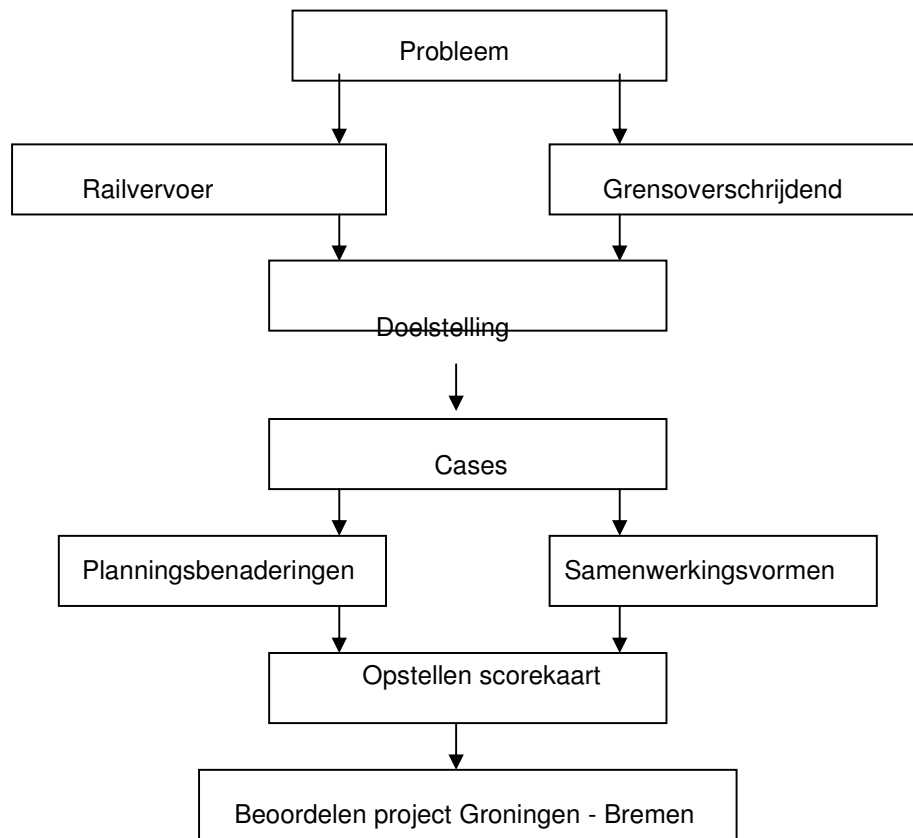 Probleem
Railvervoer
Grensoverschrijdend
Doelstelling
Cases
Planningsbenaderingen
Samenwerkingsvormen
Opstellen scorekaart
Beoordelen project Groningen - Bremen